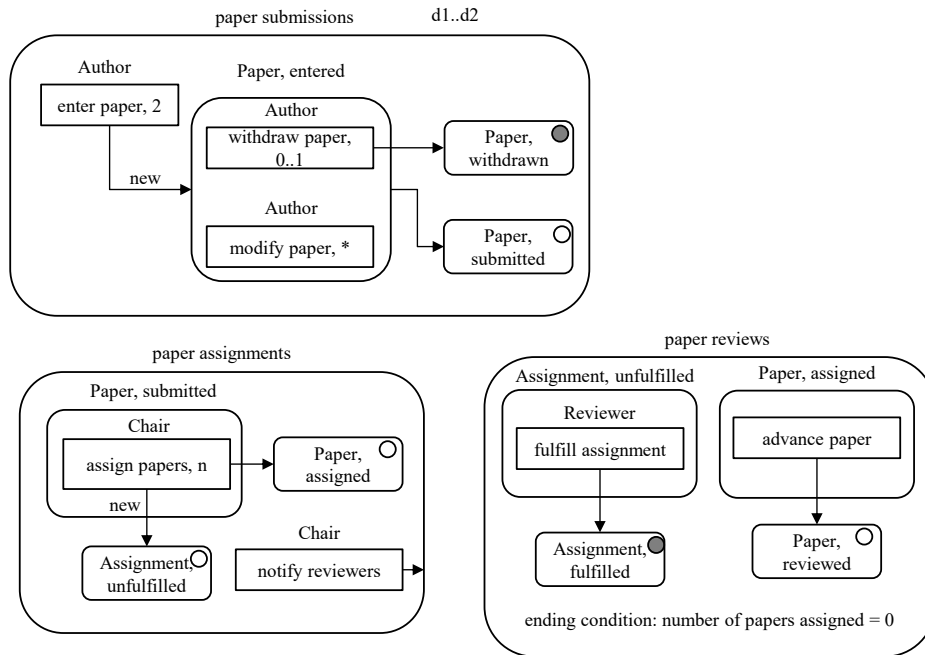 paper submissions d1..d2
Author
enter paper, 2
new
Paper, entered
Author
withdraw paper,
0..1
Author
modify paper, *
Paper,
withdrawn
Paper,
submitted
paper assignments
Paper, submitted
Chair
assign papers, n
new
Paper,
assigned
Assignment,
unfulfilled
Chair
notify reviewers
paper reviews
Assignment, unfulfilled
Reviewer
fulfill assignment
Assignment,
fulfilled
Paper, assigned
advance paper
Paper,
reviewed
ending condition: number of papers assigned = 0